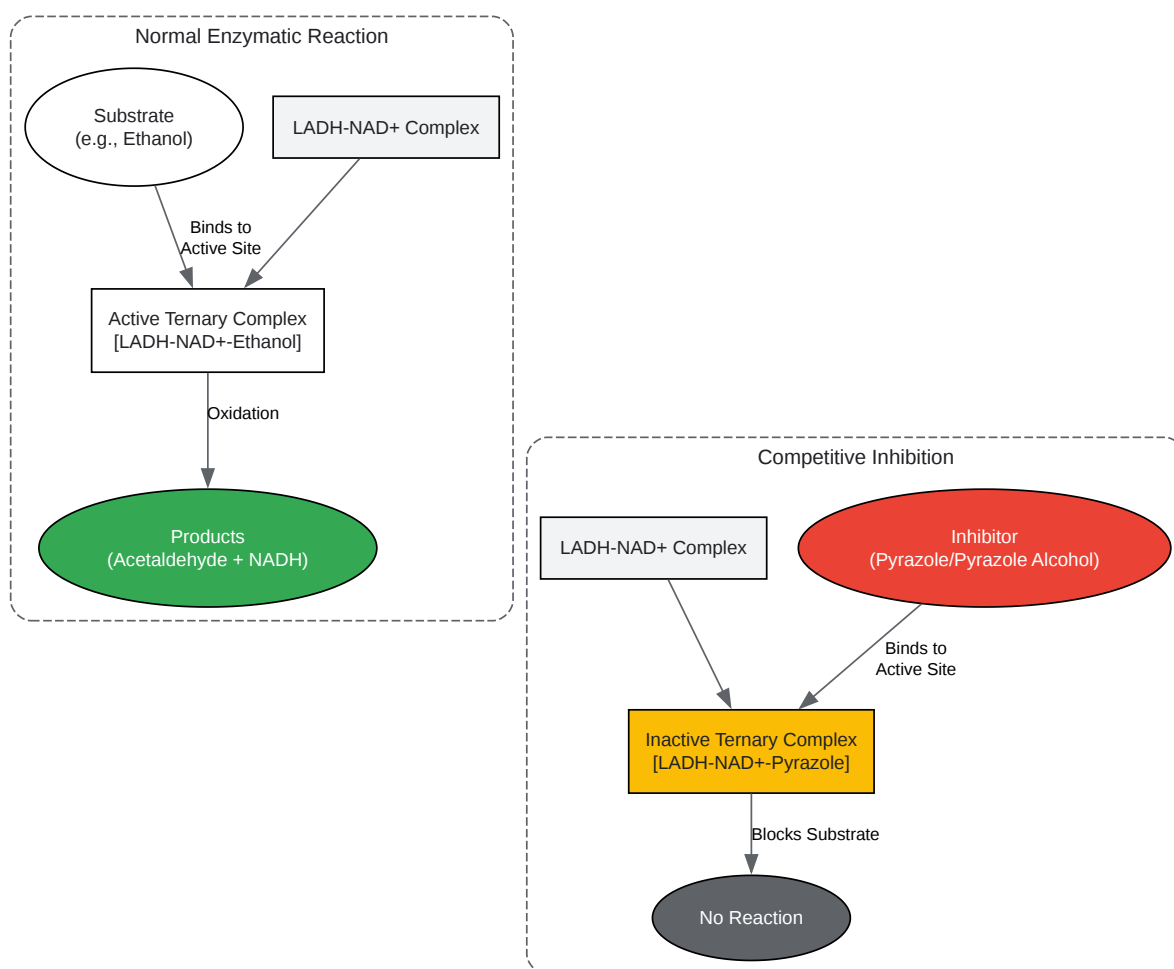 Normal Enzymatic Reaction
Substrate
(e.g., Ethanol)
LADH-NAD+ Complex
Binds to
Active Site
Active Ternary Complex
[LADH-NAD+-Ethanol]
Oxidation
Products
(Acetaldehyde + NADH)
Competitive Inhibition
LADH-NAD+ Complex
Inhibitor
(Pyrazole/Pyrazole Alcohol)
Binds to
Active Site
Inactive Ternary Complex
[LADH-NAD+-Pyrazole]
Blocks Substrate
No Reaction